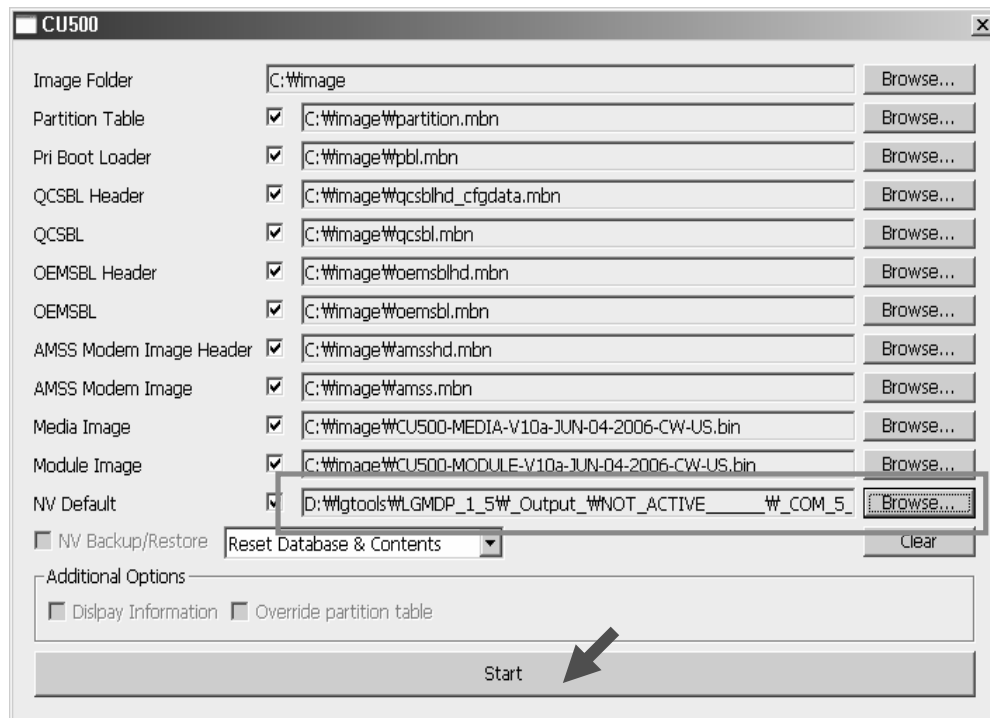 CU500
Image Folder C:₩image Browse...
Partition Table C:₩image₩partition.mbn Browse...
Pri Boot Loader C:₩image₩pbl.mbn Browse...
QCSBL Header C:₩image₩qcsblhd_cfgdata.mbn Browse...
QCSBL C:₩image₩qcsbl.mbn Browse...
OEMSBL Header C:₩image₩oemsblhd.mbn Browse...
OEMSBL C:₩image₩oemsbl.mbn Browse...
AMSS Modem Image Header C:₩image₩amsshd.mbn Browse...
AMSS Modem Image C:₩image₩amss.mbn Browse...
Media Image C:₩image₩CU500-MEDIA-V10a-JUN-04-2006-CW-US.bin Browse...
Module Image C:₩image₩CU500-MODULE-V10a-JUN-04-2006-CW-US.bin Browse...
NV Default D:₩lgtools₩LGMDP_1_5₩_Output_₩NOT_ACTIVE______₩_COM_5_ Browse...
NV Backup/Restore Reset Database & Contents Clear
Additional Options
Dislpay Information Override partition table
Start